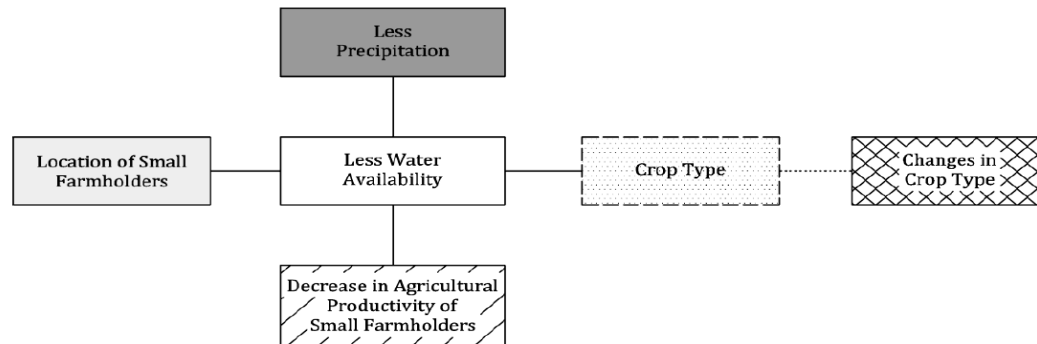 Less
Precipitation
Location of Small
Farmholders
Less Water
Availability
Crop Type
Changes in
Crop Type
Decrease in Agricultural
Productivity of
Small Farmholders